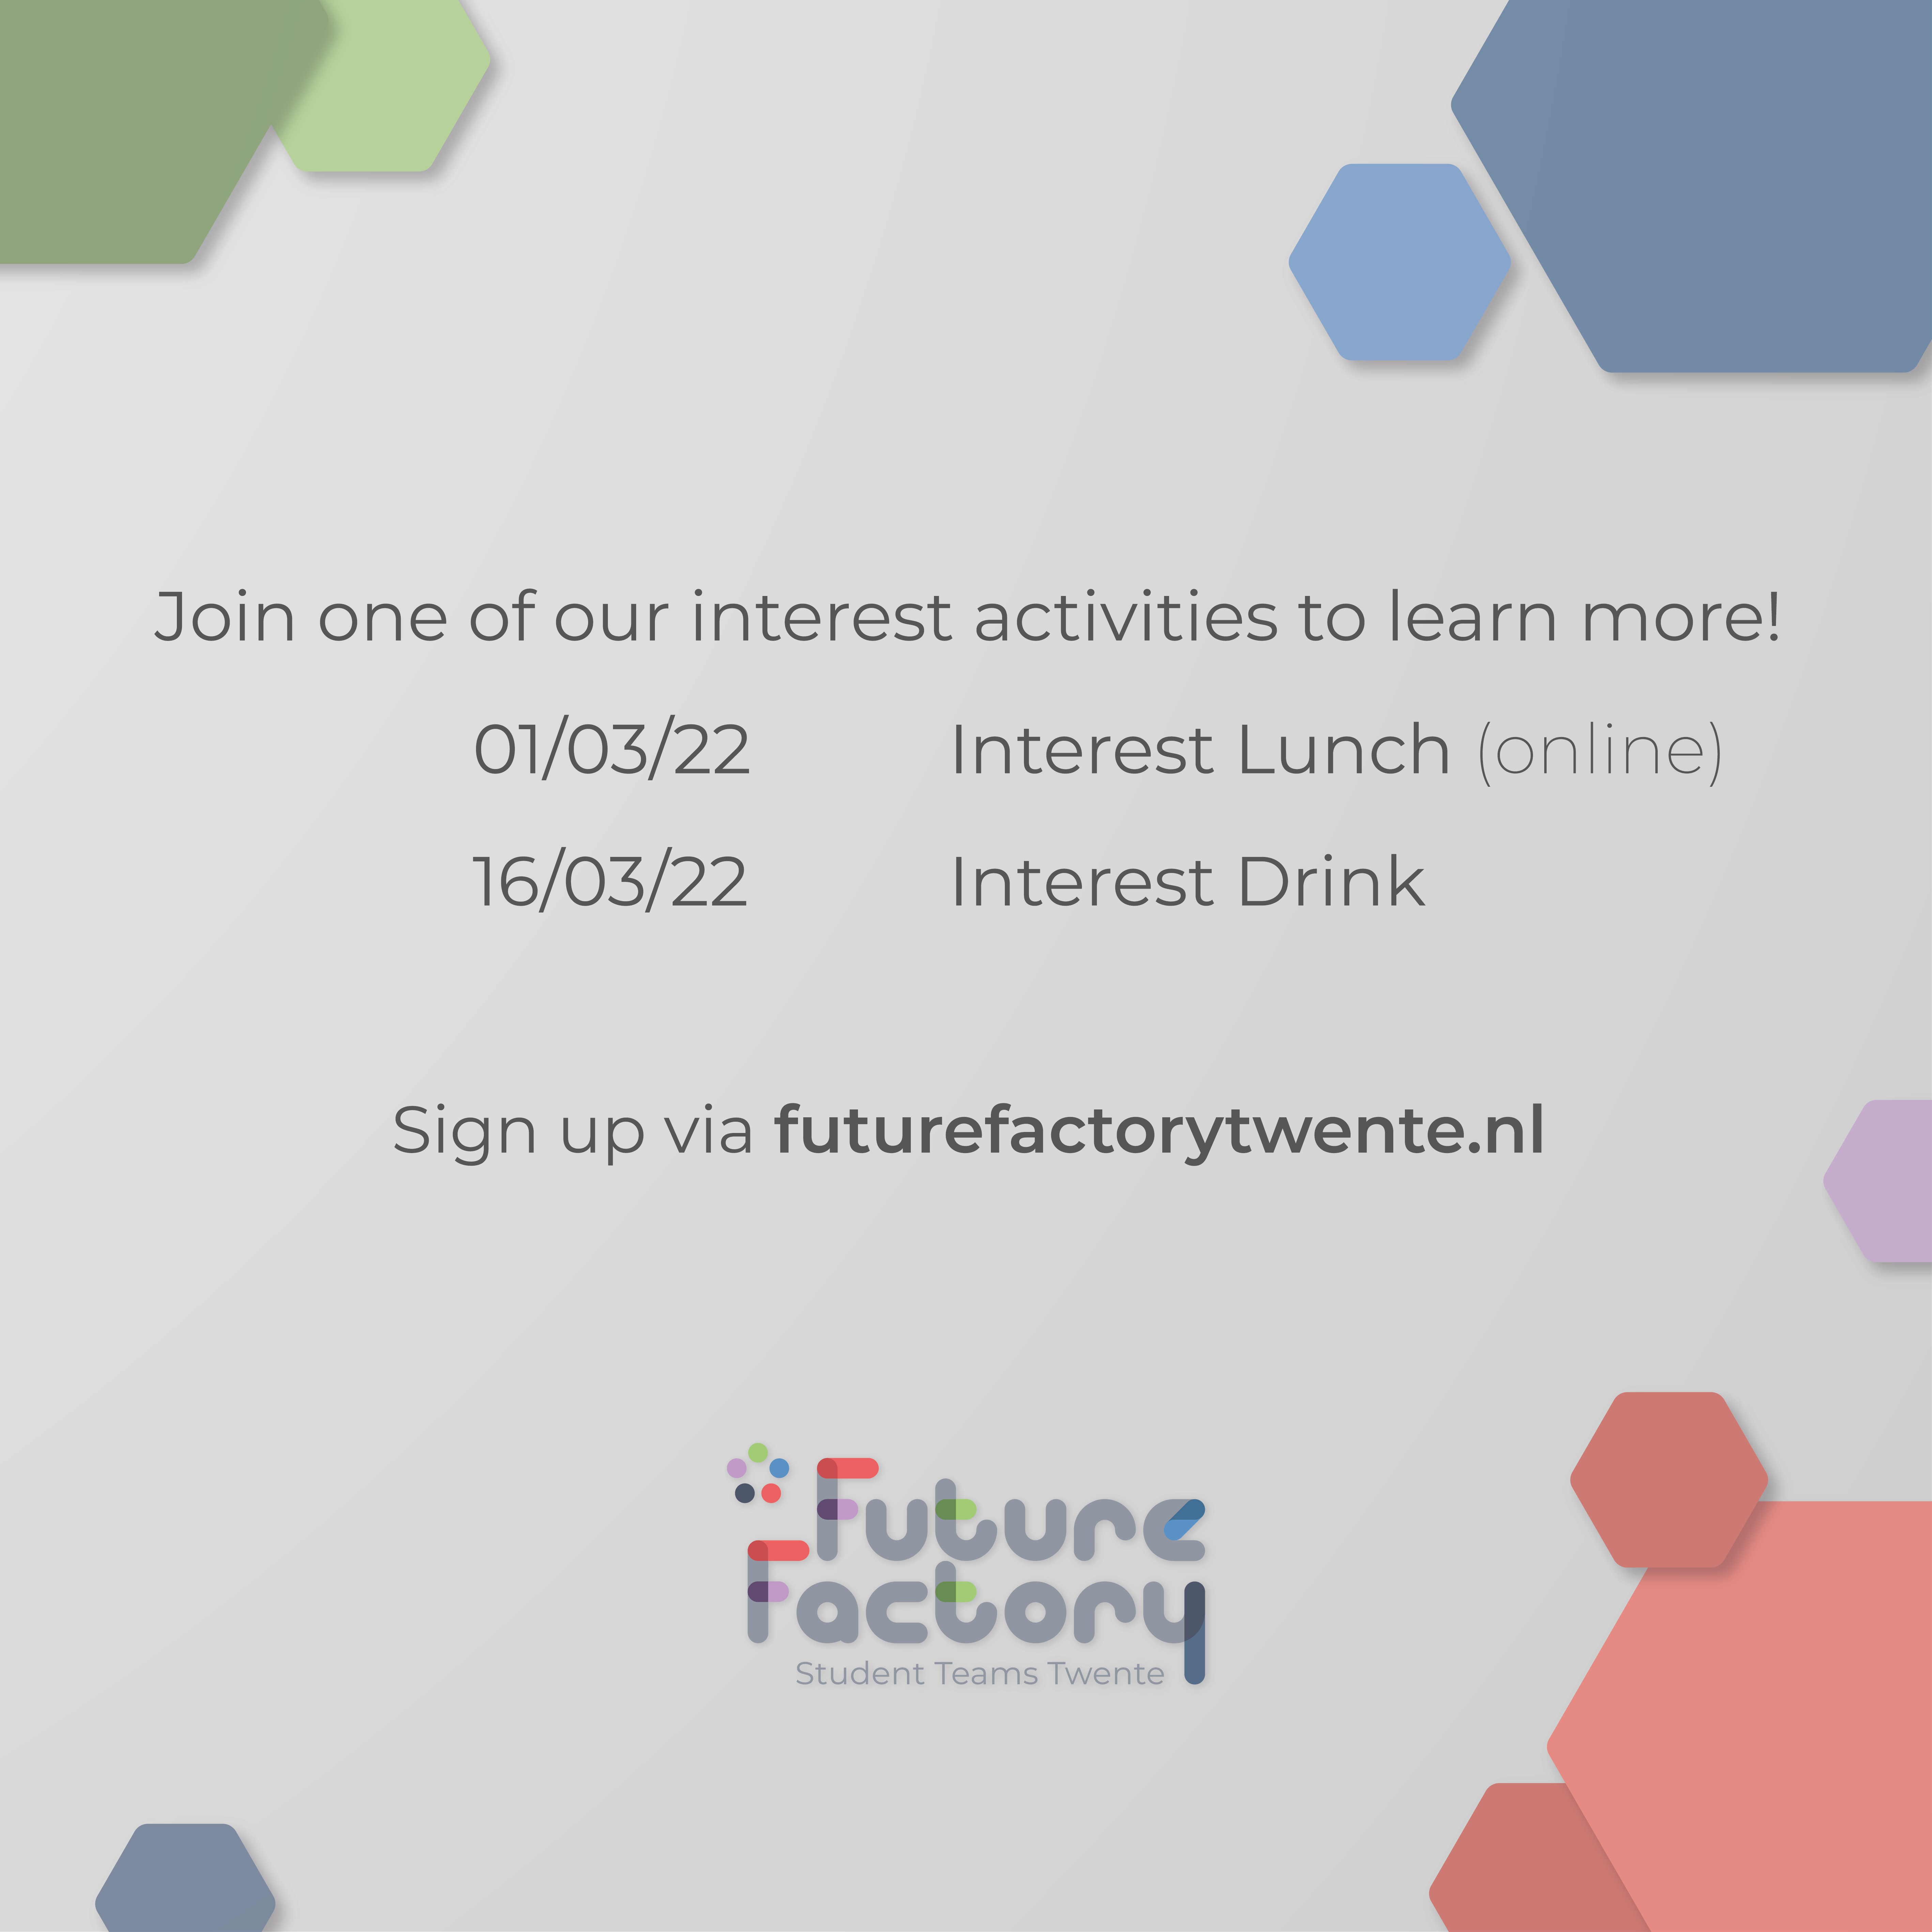 Join one of our interest activities to learn more!
01/03/22 Interest Lunch (online)
16/03/22 Interest Drink
Sign up via futurefactorytwente.nl
Future
Factory
Student Teams Twente